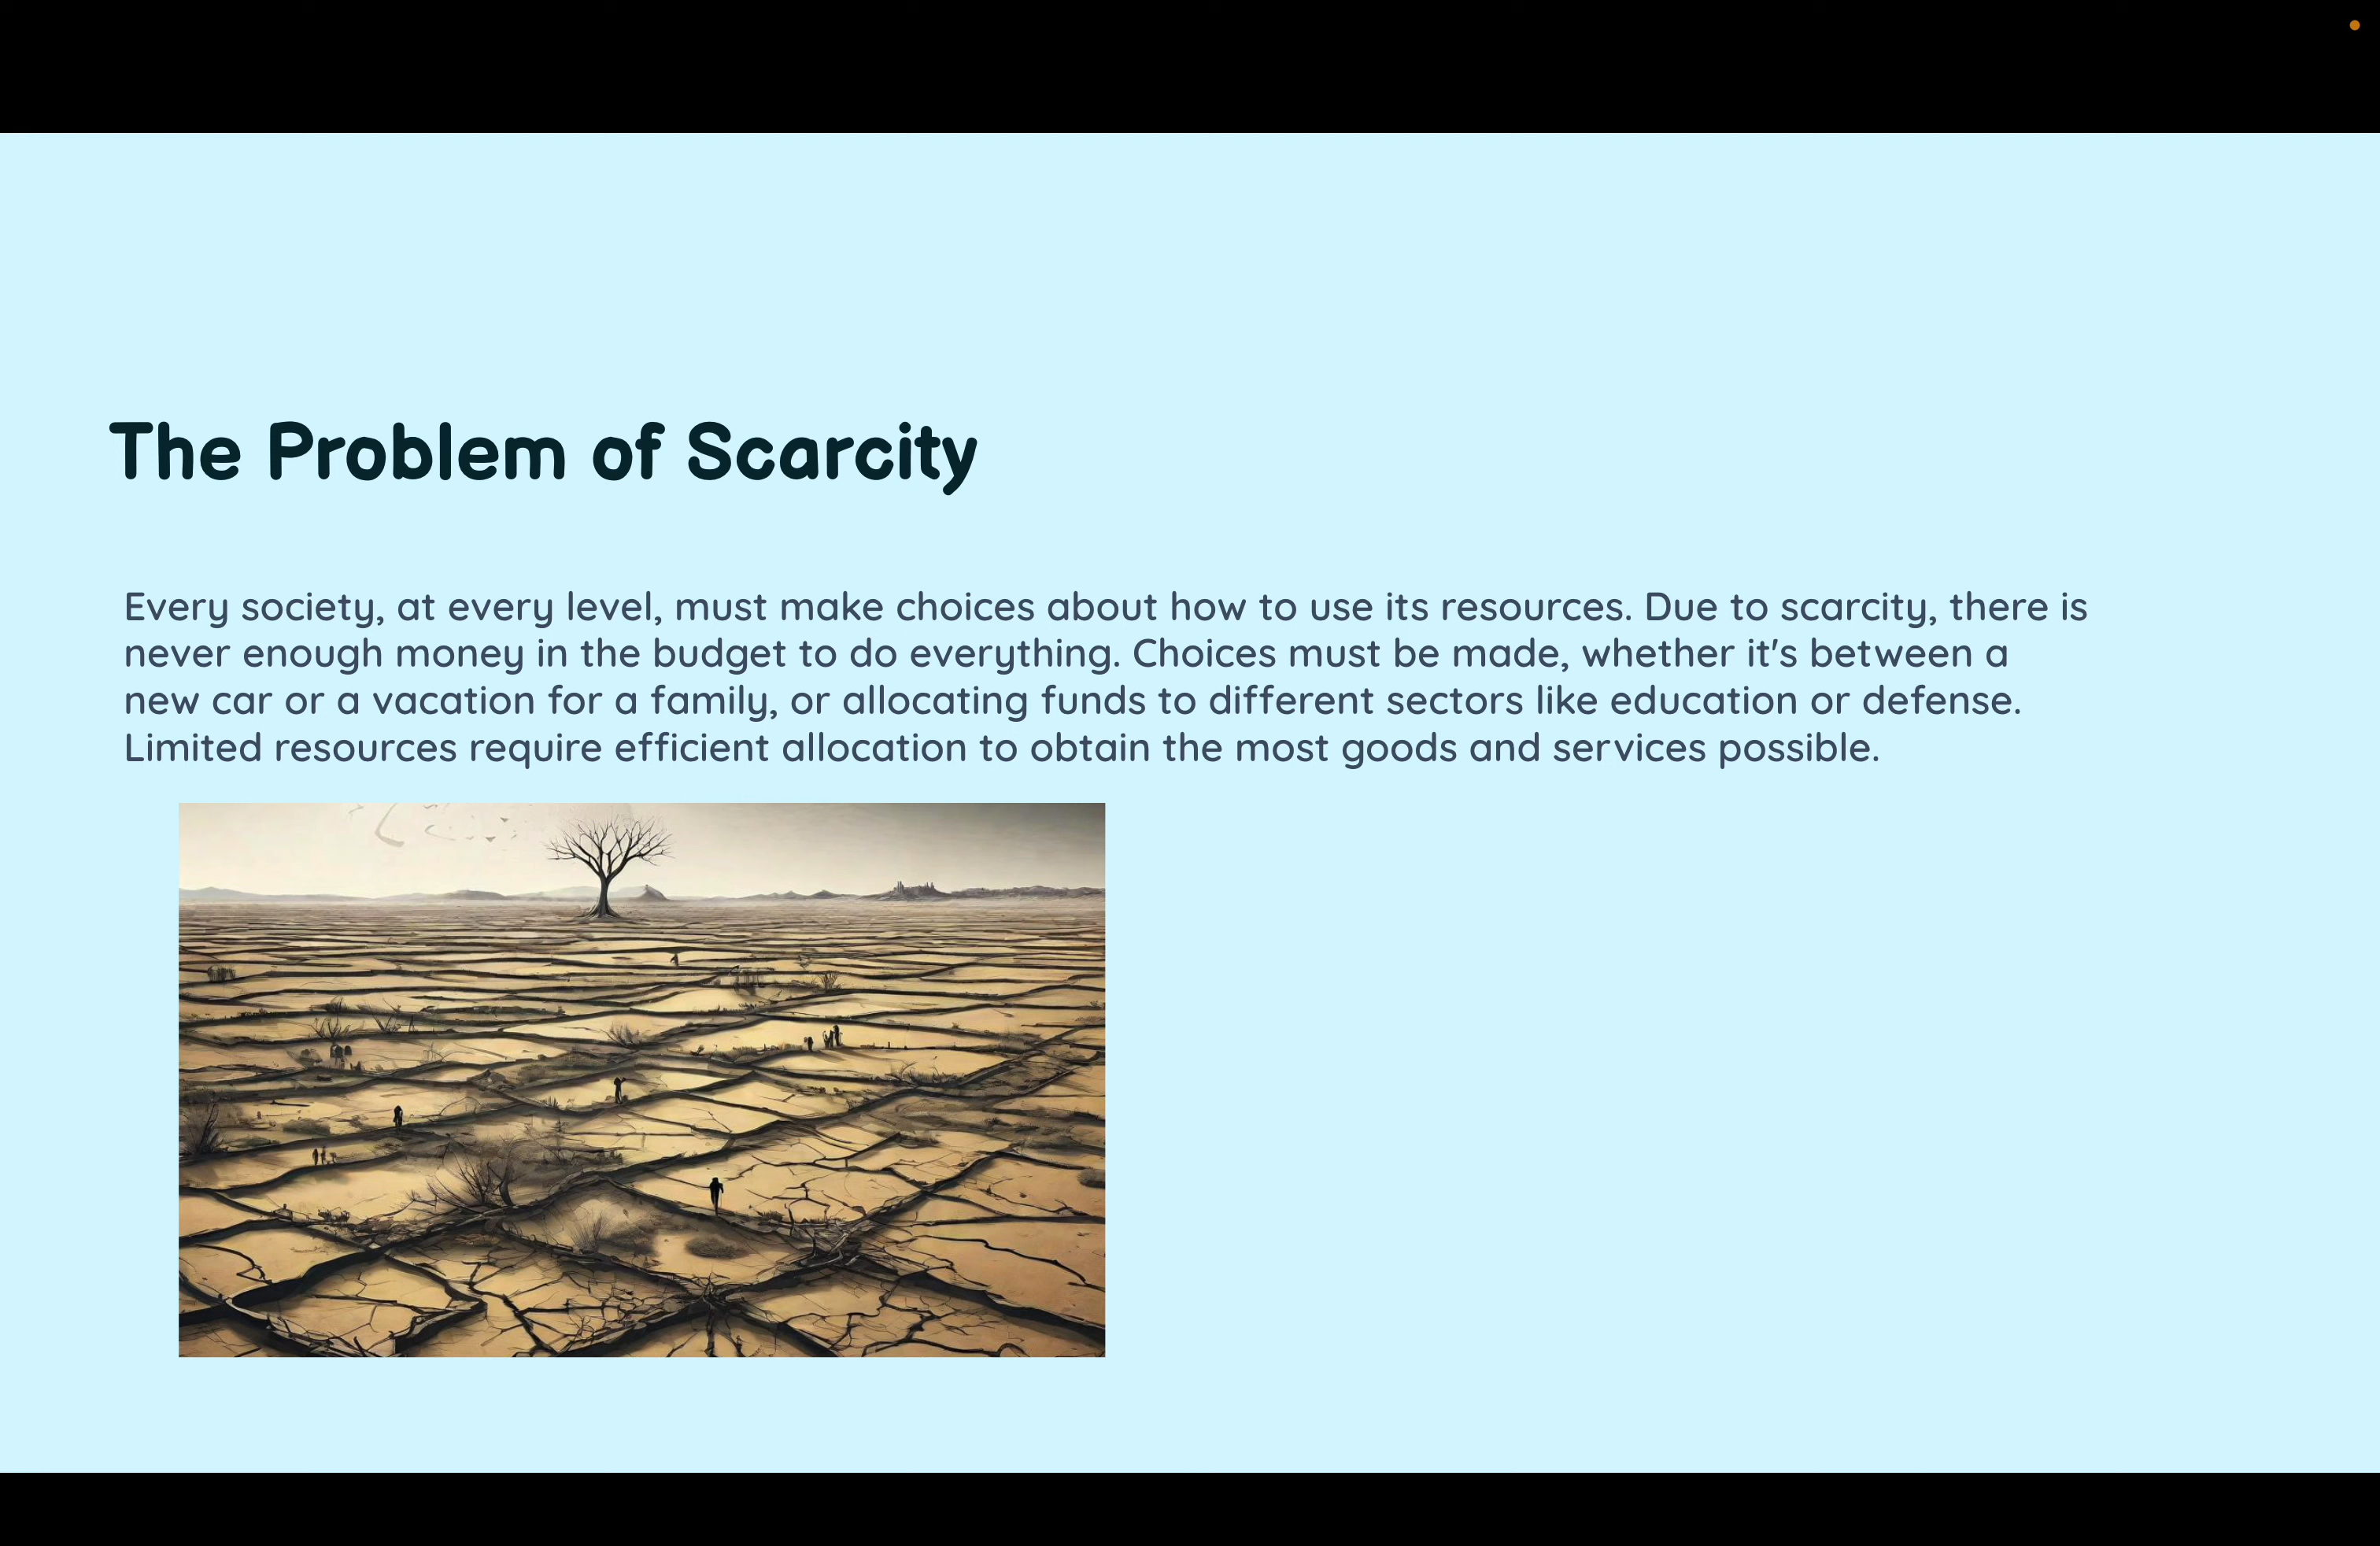 The Problem of Scarcity
Every society, at every level, must make choices about how to use its resources. Due to scarcity, there is
never enough money in the budget to do everything. Choices must be made, whether it's between a
new car or a vacation for a family, or allocating funds to different sectors like education or defense.
Limited resources require efficient allocation to obtain the most goods and services possible.